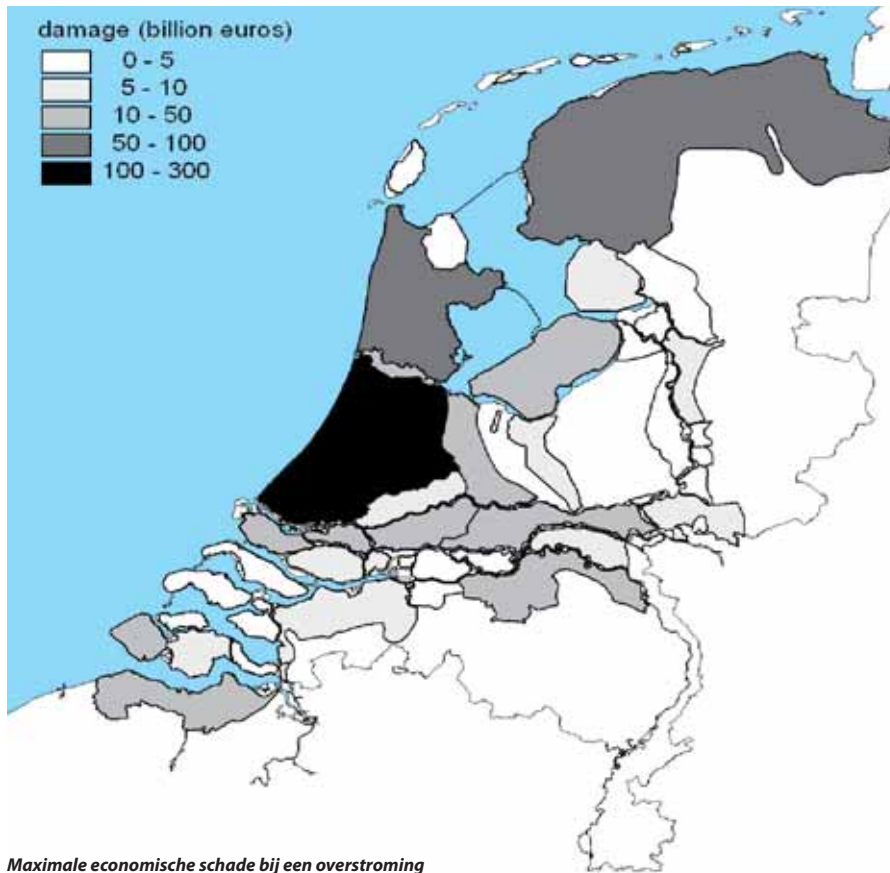 damage (billion euros)
0 - 5
5 - 10
10 - 50
50 - 100
100 - 300
Maximale economische schade bij een overstroming